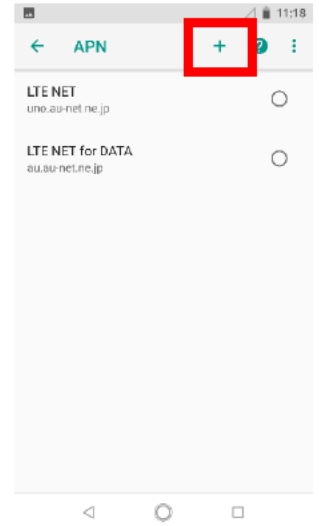 11:18
APN
LTE NET
uno.au-net.ne.jp
LTE NET for DATA
au.au-net.ne.jp